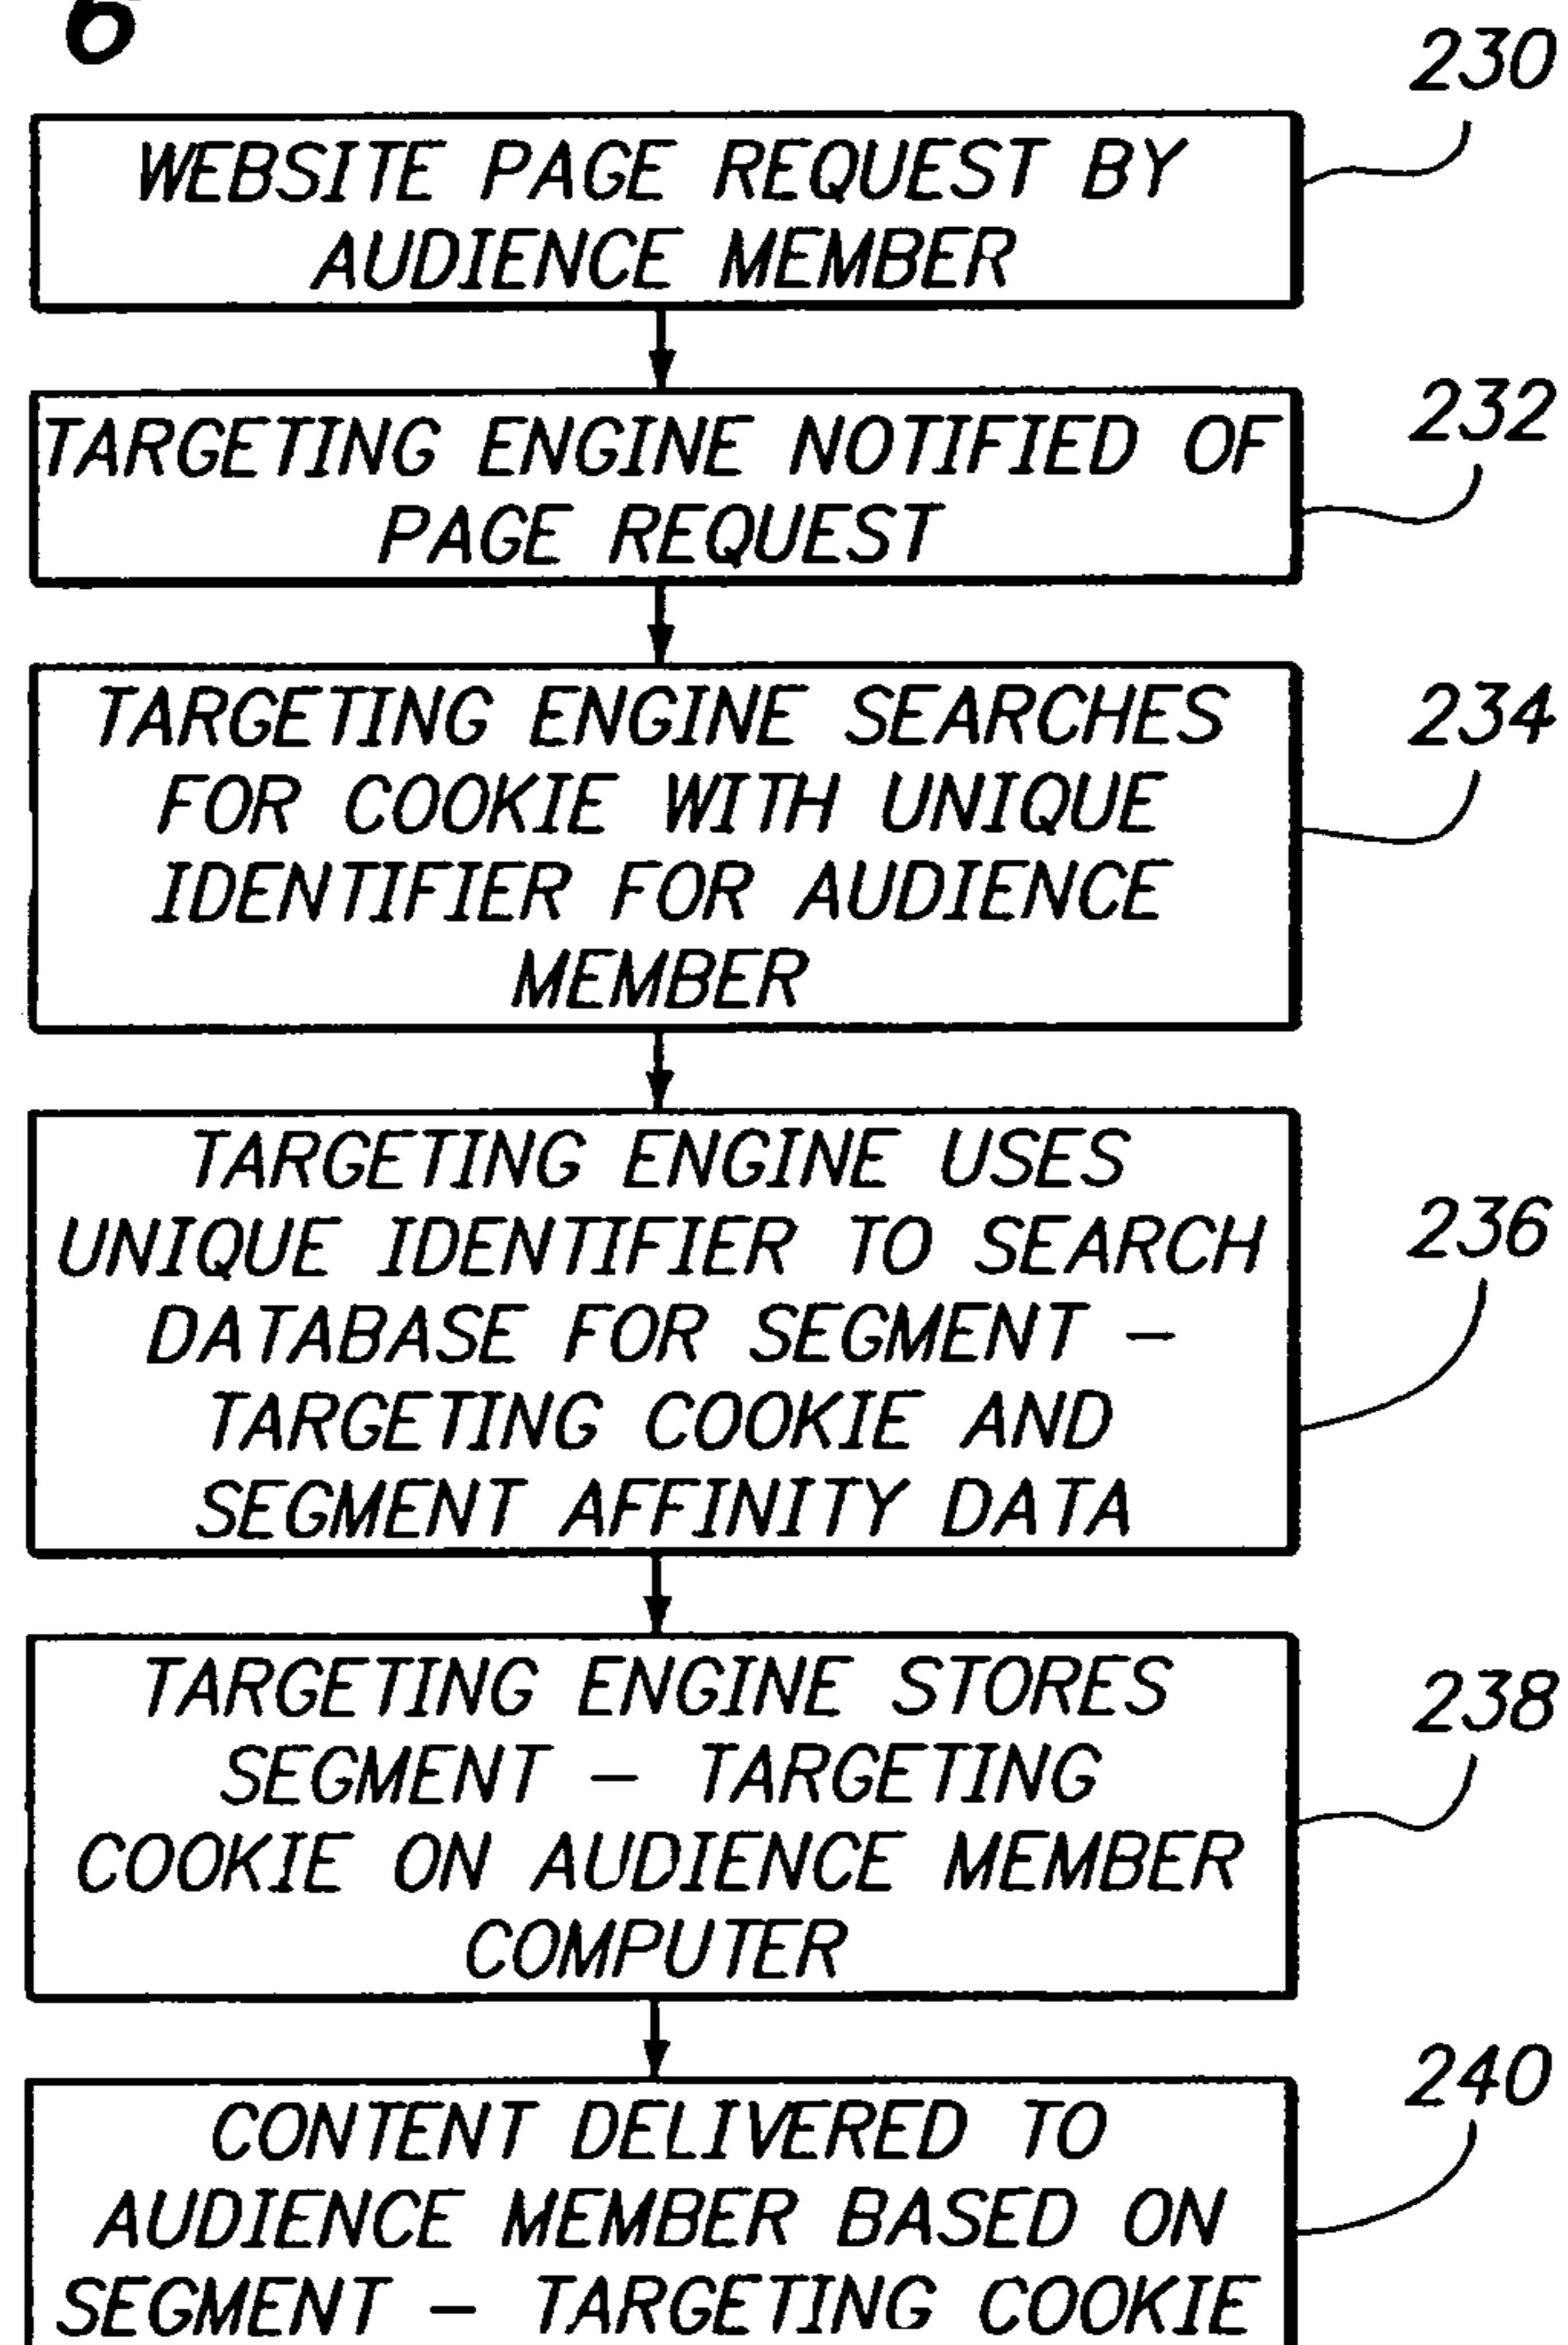 6
230
WEBSITE PAGE REQUEST BY
AUDIENCE MEMBER
232
TARGETING ENGINE NOTIFIED OF
PAGE REQUEST
234
TARGETING ENGINE SEARCHES
FOR COOKIE WITH UNIQUE
IDENTIFIER FOR AUDIENCE
MEMBER
236
TARGETING ENGINE USES
UNIQUE IDENTIFIER TO SEARCH
DATABASE FOR SEGMENT –
TARGETING COOKIE AND
SEGMENT AFFINITY DATA
238
TARGETING ENGINE STORES
SEGMENT – TARGETING
COOKIE ON AUDIENCE MEMBER
COMPUTER
240
CONTENT DELIVERED TO
AUDIENCE MEMBER BASED ON
SEGMENT – TARGETING COOKIE